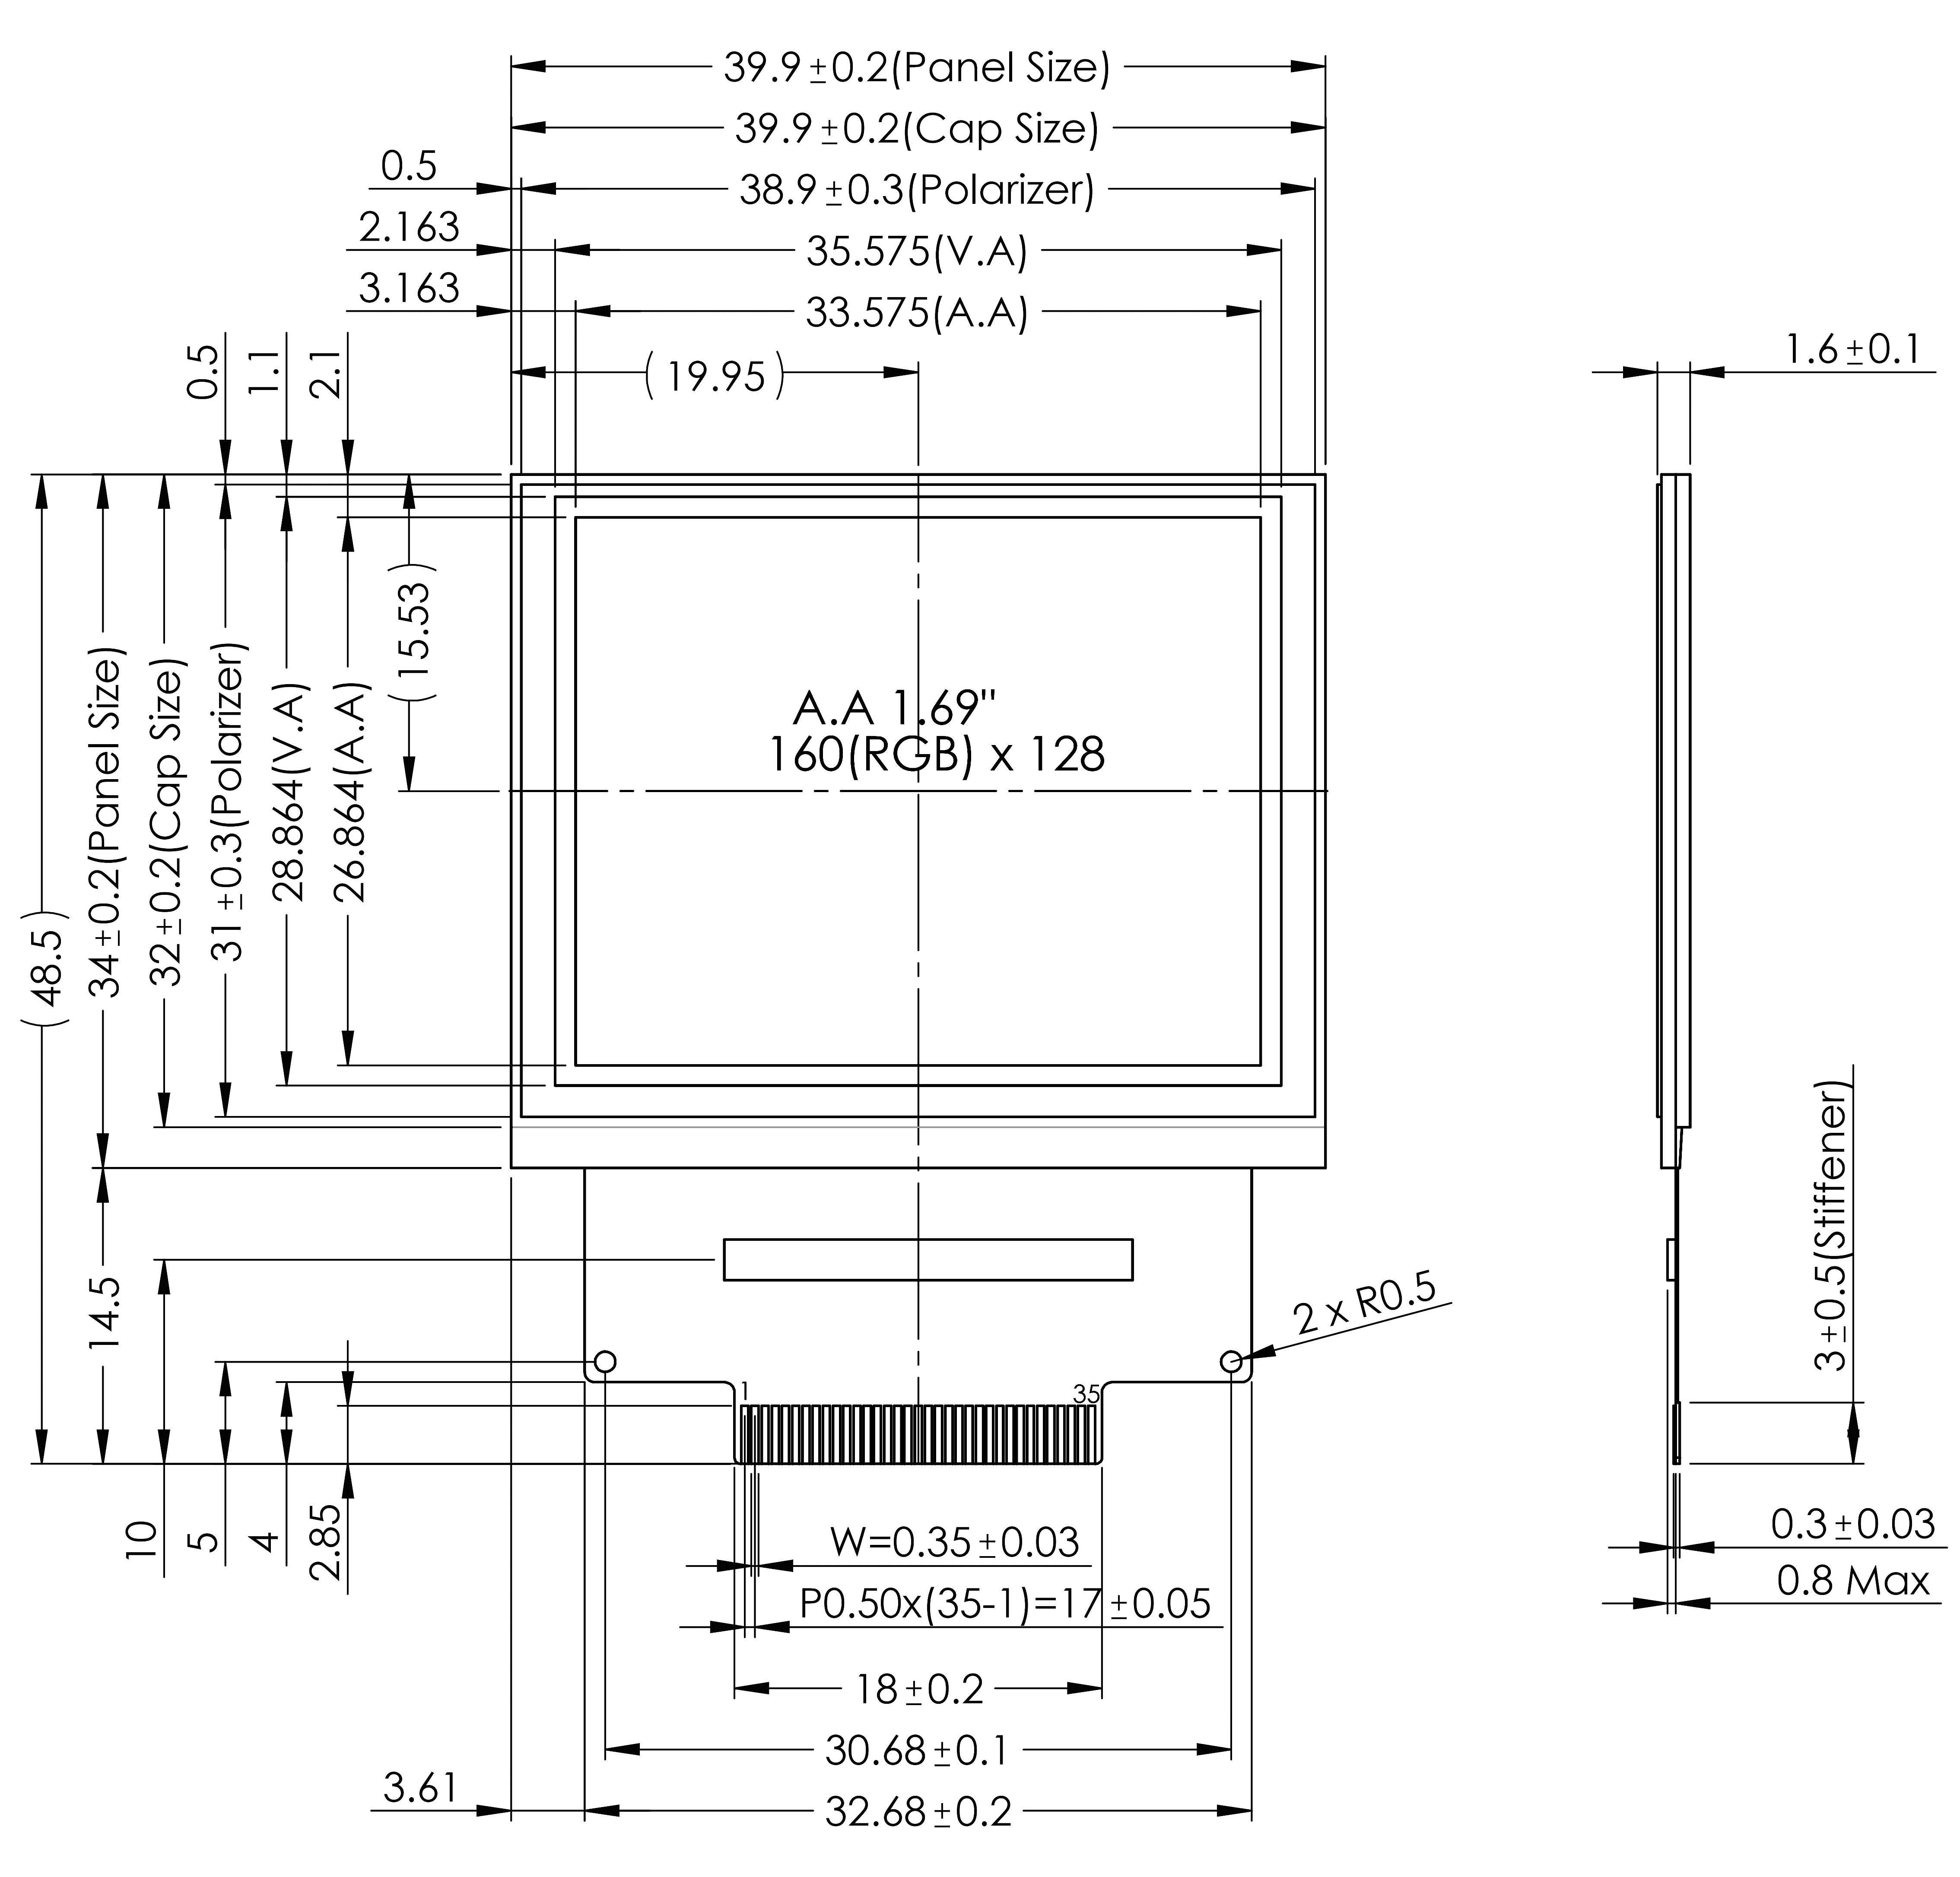 39.9±0.2(Panel Size)
39.9±0.2(Cap Size)
0.5
38.9±0.3(Polarizer)
2.163
35.575(V.A)
3.163
33.575(A.A)
(19.95)
0.5
1.1
2.1
1.6±0.1
(48.5)
34±0.2(Panel Size)
32±0.2(Cap Size)
31±0.3(Polarizer)
28.864(V.A)
26.864(A.A)
(15.53)
A.A 1.69"
160(RGB) x 128
14.5
3±0.5(Stiffener)
2 x R0.5
1
35
10
5
4
2.85
W=0.35±0.03
P0.50x(35-1)=17±0.05
18±0.2
30.68±0.1
3.61
32.68±0.2
0.3±0.03
0.8 Max